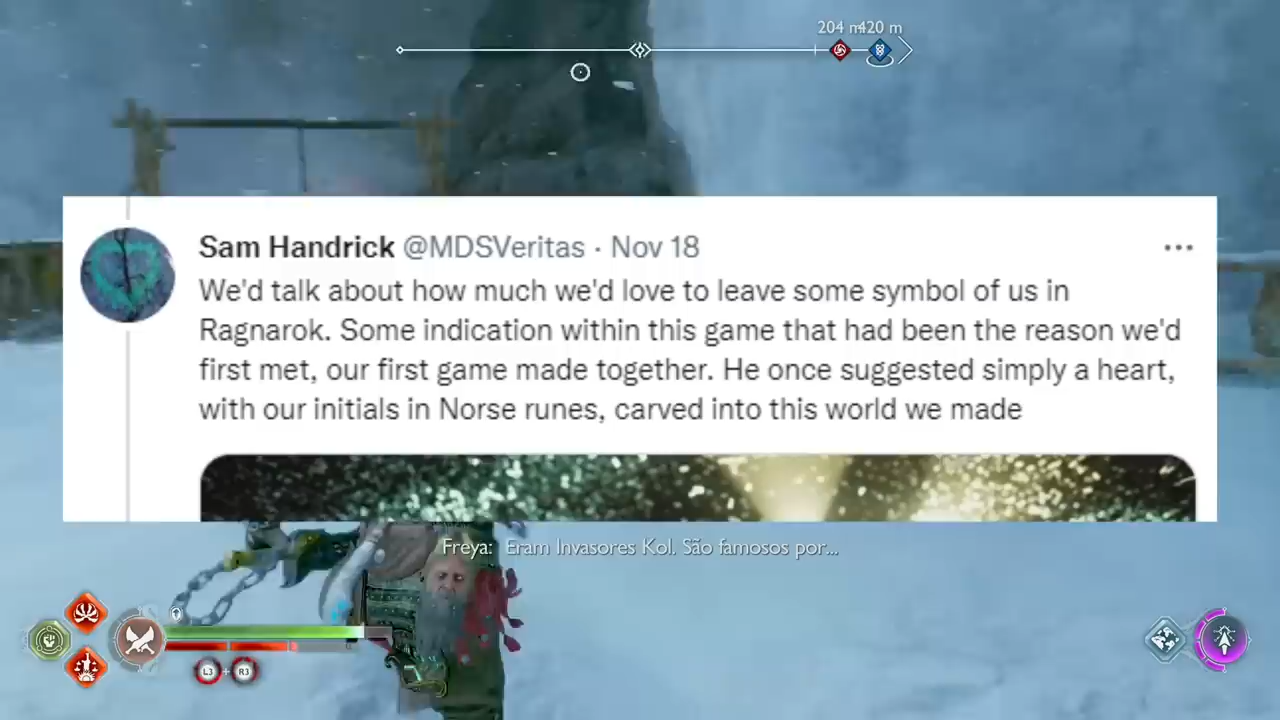 204 m 420 m
Sam Handrick @MDSVeritas · Nov 18
We'd talk about how much we'd love to leave some symbol of us in
Ragnarok. Some indication within this game that had been the reason we'd
first met, our first game made together. He once suggested simply a heart,
with our initials in Norse runes, carved into this world we made
Freya: Eram Invasores Kol. São famosos por...
L3 + R3